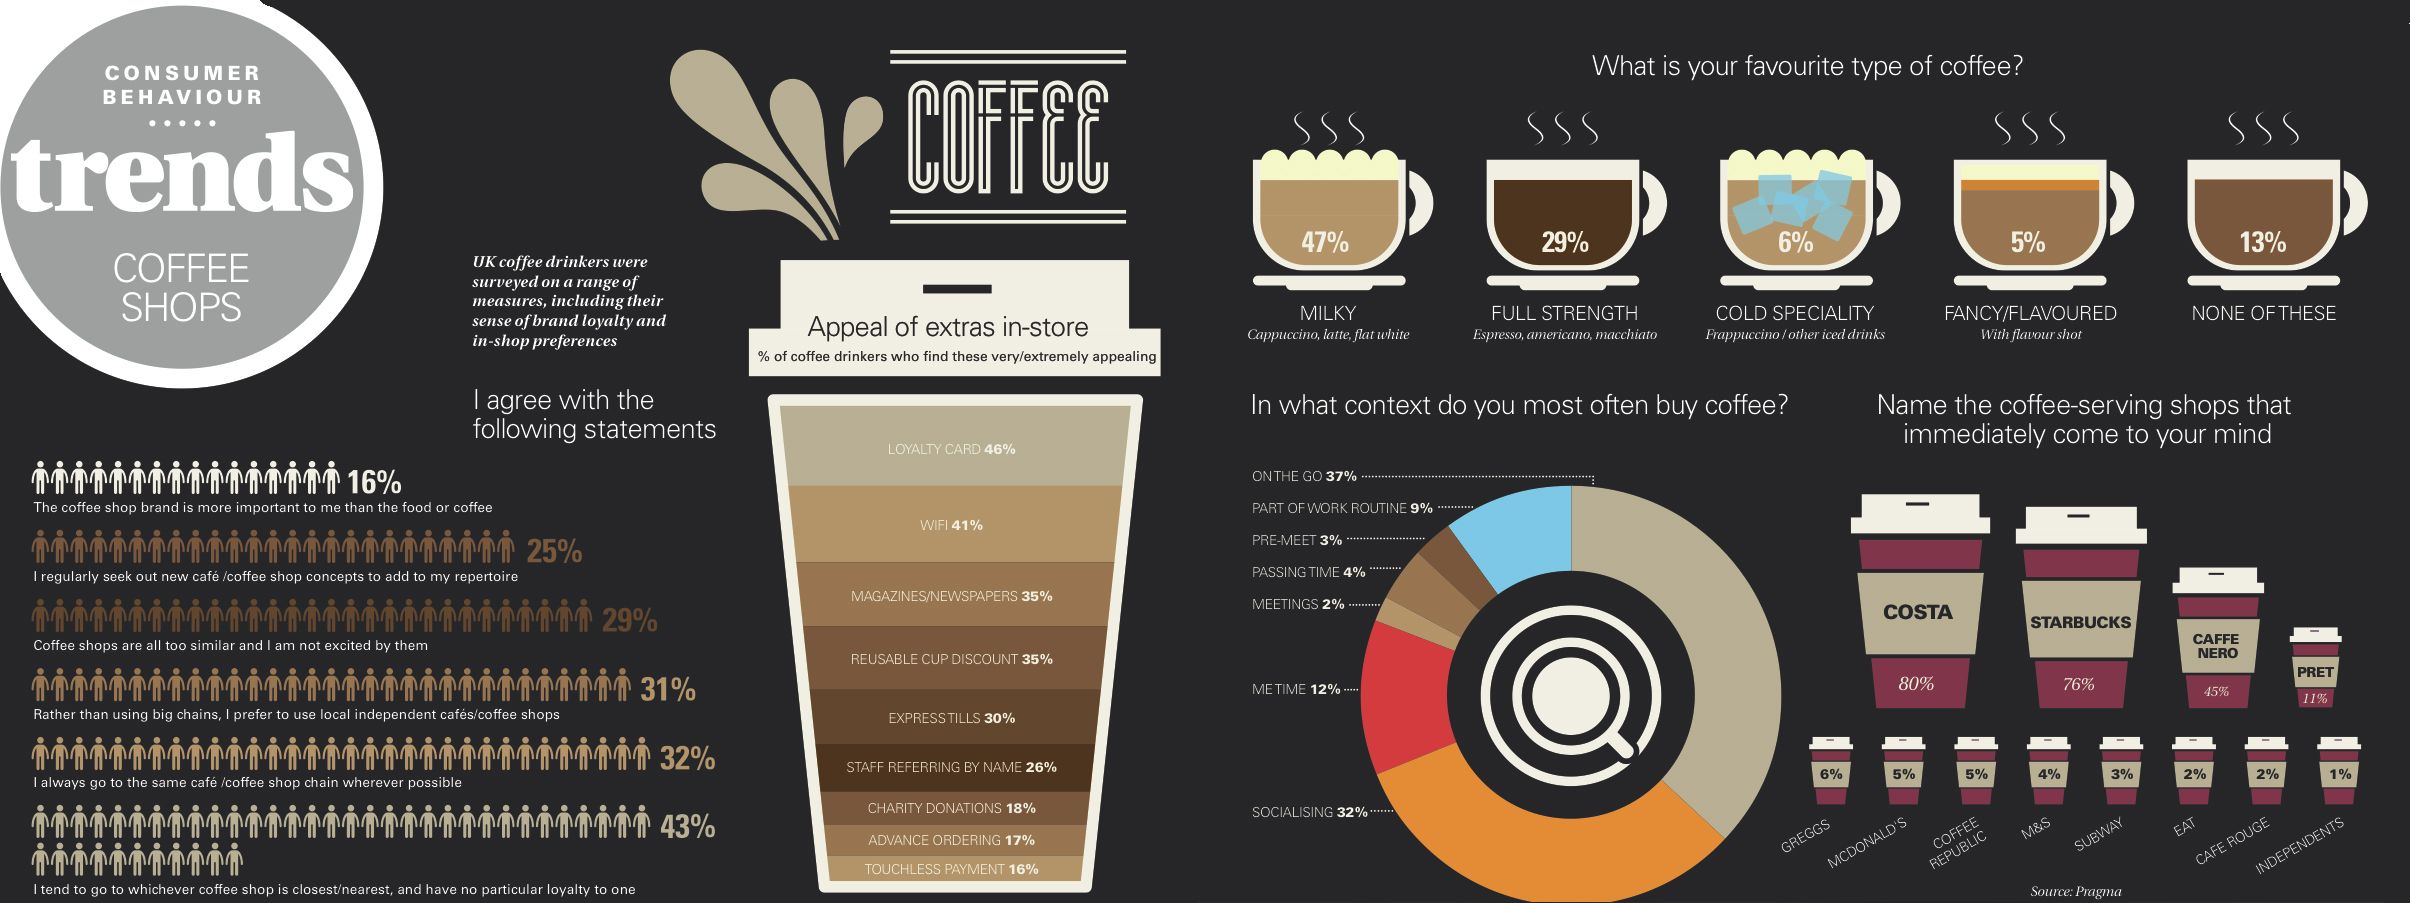 CONSUMER
BEHAVIOUR
trends
COFFEE
SHOPS
COFFEE
UK coffee drinkers were
surveyed on a range of
measures, including their
sense of brand loyalty and
in-shop preferences
I agree with the
following statements
16%
The coffee shop brand is more important to me than the food or coffee
25%
I regularly seek out new café /coffee shop concepts to add to my repertoire
29%
Coffee shops are all too similar and I am not excited by them
31%
Rather than using big chains, I prefer to use local independent cafés/coffee shops
32%
I always go to the same café /coffee shop chain wherever possible
43%
I tend to go to whichever coffee shop is closest/nearest, and have no particular loyalty to one
Appeal of extras in-store
% of coffee drinkers who find these very/extremely appealing
LOYALTY CARD 46%
WIFI 41%
MAGAZINES/NEWSPAPERS 35%
REUSABLE CUP DISCOUNT 35%
EXPRESS TILLS 30%
STAFF REFERRING BY NAME 26%
CHARITY DONATIONS 18%
ADVANCE ORDERING 17%
TOUCHLESS PAYMENT 16%
What is your favourite type of coffee?
47%
29%
6%
5%
13%
MILKY
Cappuccino, latte, flat white
FULL STRENGTH
Espresso, americano, macchiato
COLD SPECIALITY
Frappuccino / other iced drinks
FANCY/FLAVOURED
With flavour shot
NONE OF THESE
In what context do you most often buy coffee?
ON THE GO 37%
PART OF WORK ROUTINE 9%
PRE-MEET 3%
PASSING TIME 4%
MEETINGS 2%
ME TIME 12%
SOCIALISING 32%
Name the coffee-serving shops that
immediately come to your mind
COSTA
80%
STARBUCKS
76%
CAFFE
NERO
45%
PRET
11%
6%
5%
5%
4%
3%
2%
2%
1%
GREGGS
MCDONALD'S
COFFEE
REPUBLIC
M&S
SUBWAY
EAT
CAFE ROUGE
INDEPENDENTS
Source: Pragma